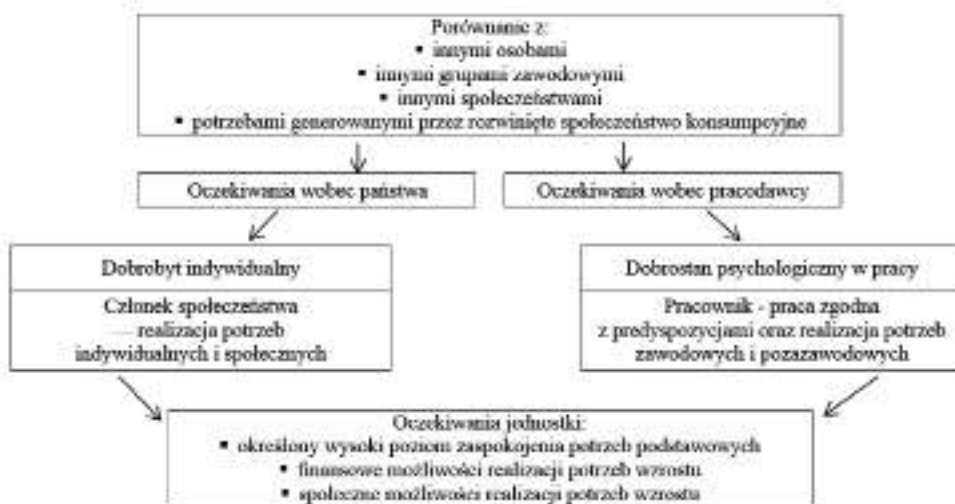 Porównanie z:
▪ innymi osobami
▪ innymi grupami zawodowymi
▪ innymi społeczeństwami
▪ potrzebami generowanymi przez rozwinięte społeczeństwo konsumpcyjne
Oczekiwania wobec państwa
Oczekiwania wobec pracodawcy
Dobrobyt indywidualny
Członek społeczeństwa
— realizacja potrzeb
indywidualnych i społecznych
Dobrostan psychologiczny w pracy
Pracownik - praca zgodna
z predyspozycjami oraz realizacja potrzeb
zawodowych i pozazawodowych
Oczekiwania jednostki:
▪ określony wysoki poziom zaspokojenia potrzeb podstawowych
▪ finansowe możliwości realizacji potrzeb wzrostu
▪ społeczne możliwości realizacji potrzeb wzrostu